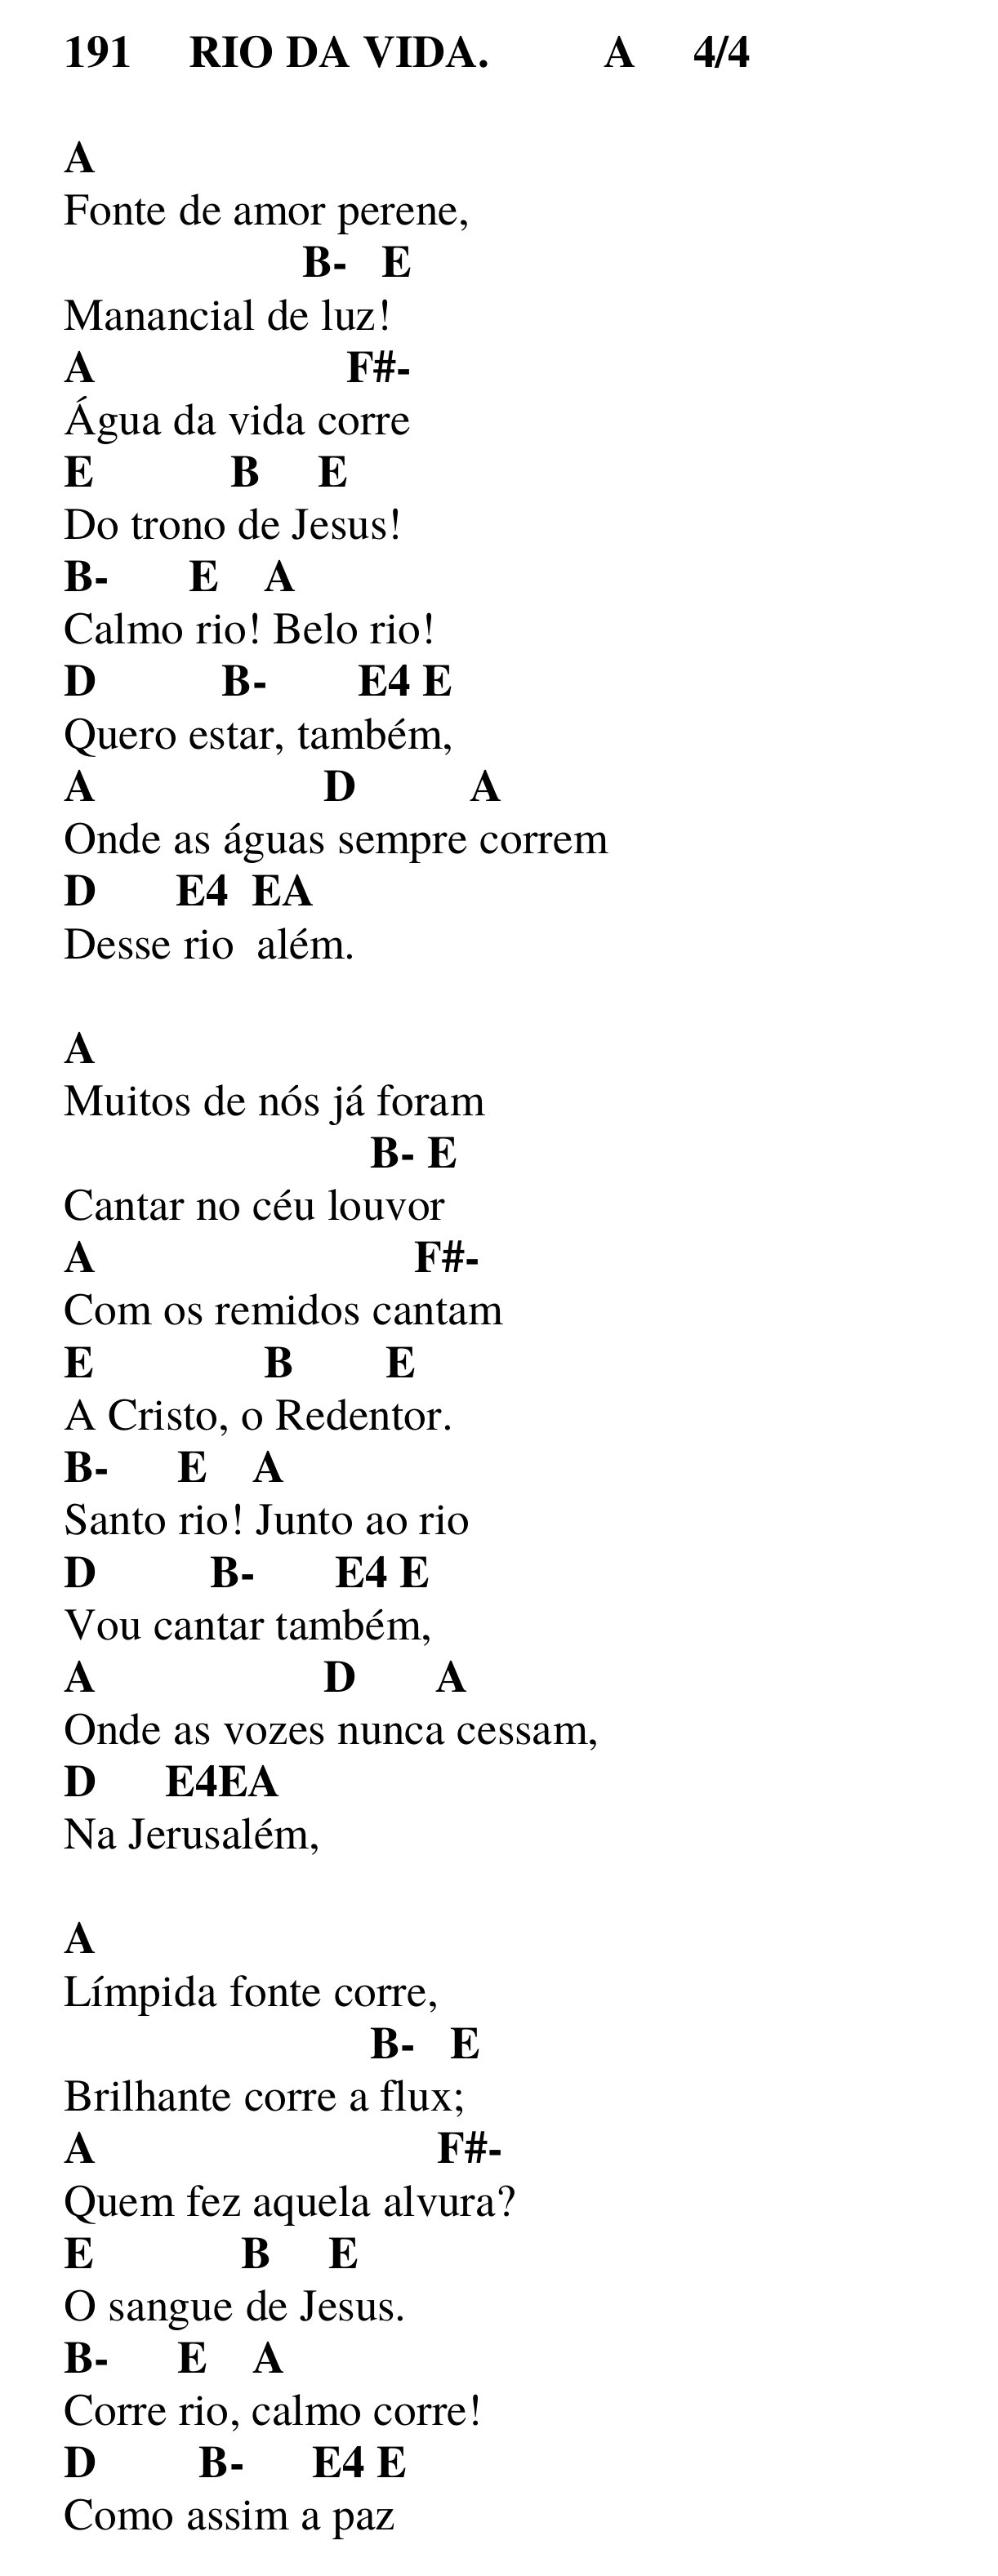 191     RIO DA VIDA.          A     4/4

A
Fonte de amor perene,
                     B-   E
Manancial de luz!
A                      F#-
Água da vida corre
E            B     E
Do trono de Jesus!
B-       E    A
Calmo rio! Belo rio!
D           B-        E4 E
Quero estar, também,
A                    D          A
Onde as águas sempre correm
D       E4  EA
Desse rio  além.

A
Muitos de nós já foram
                           B- E
Cantar no céu louvor
A                            F#-
Com os remidos cantam
E               B        E
A Cristo, o Redentor.
B-      E    A
Santo rio! Junto ao rio
D          B-       E4 E
Vou cantar também,
A                    D       A
Onde as vozes nunca cessam,
D      E4EA
Na Jerusalém,

A
Límpida fonte corre,
                           B-   E
Brilhante corre a flux;
A                              F#-
Quem fez aquela alvura?
E             B     E
O sangue de Jesus.
B-      E    A
Corre rio, calmo corre!
D         B-      E4 E
Como assim a paz